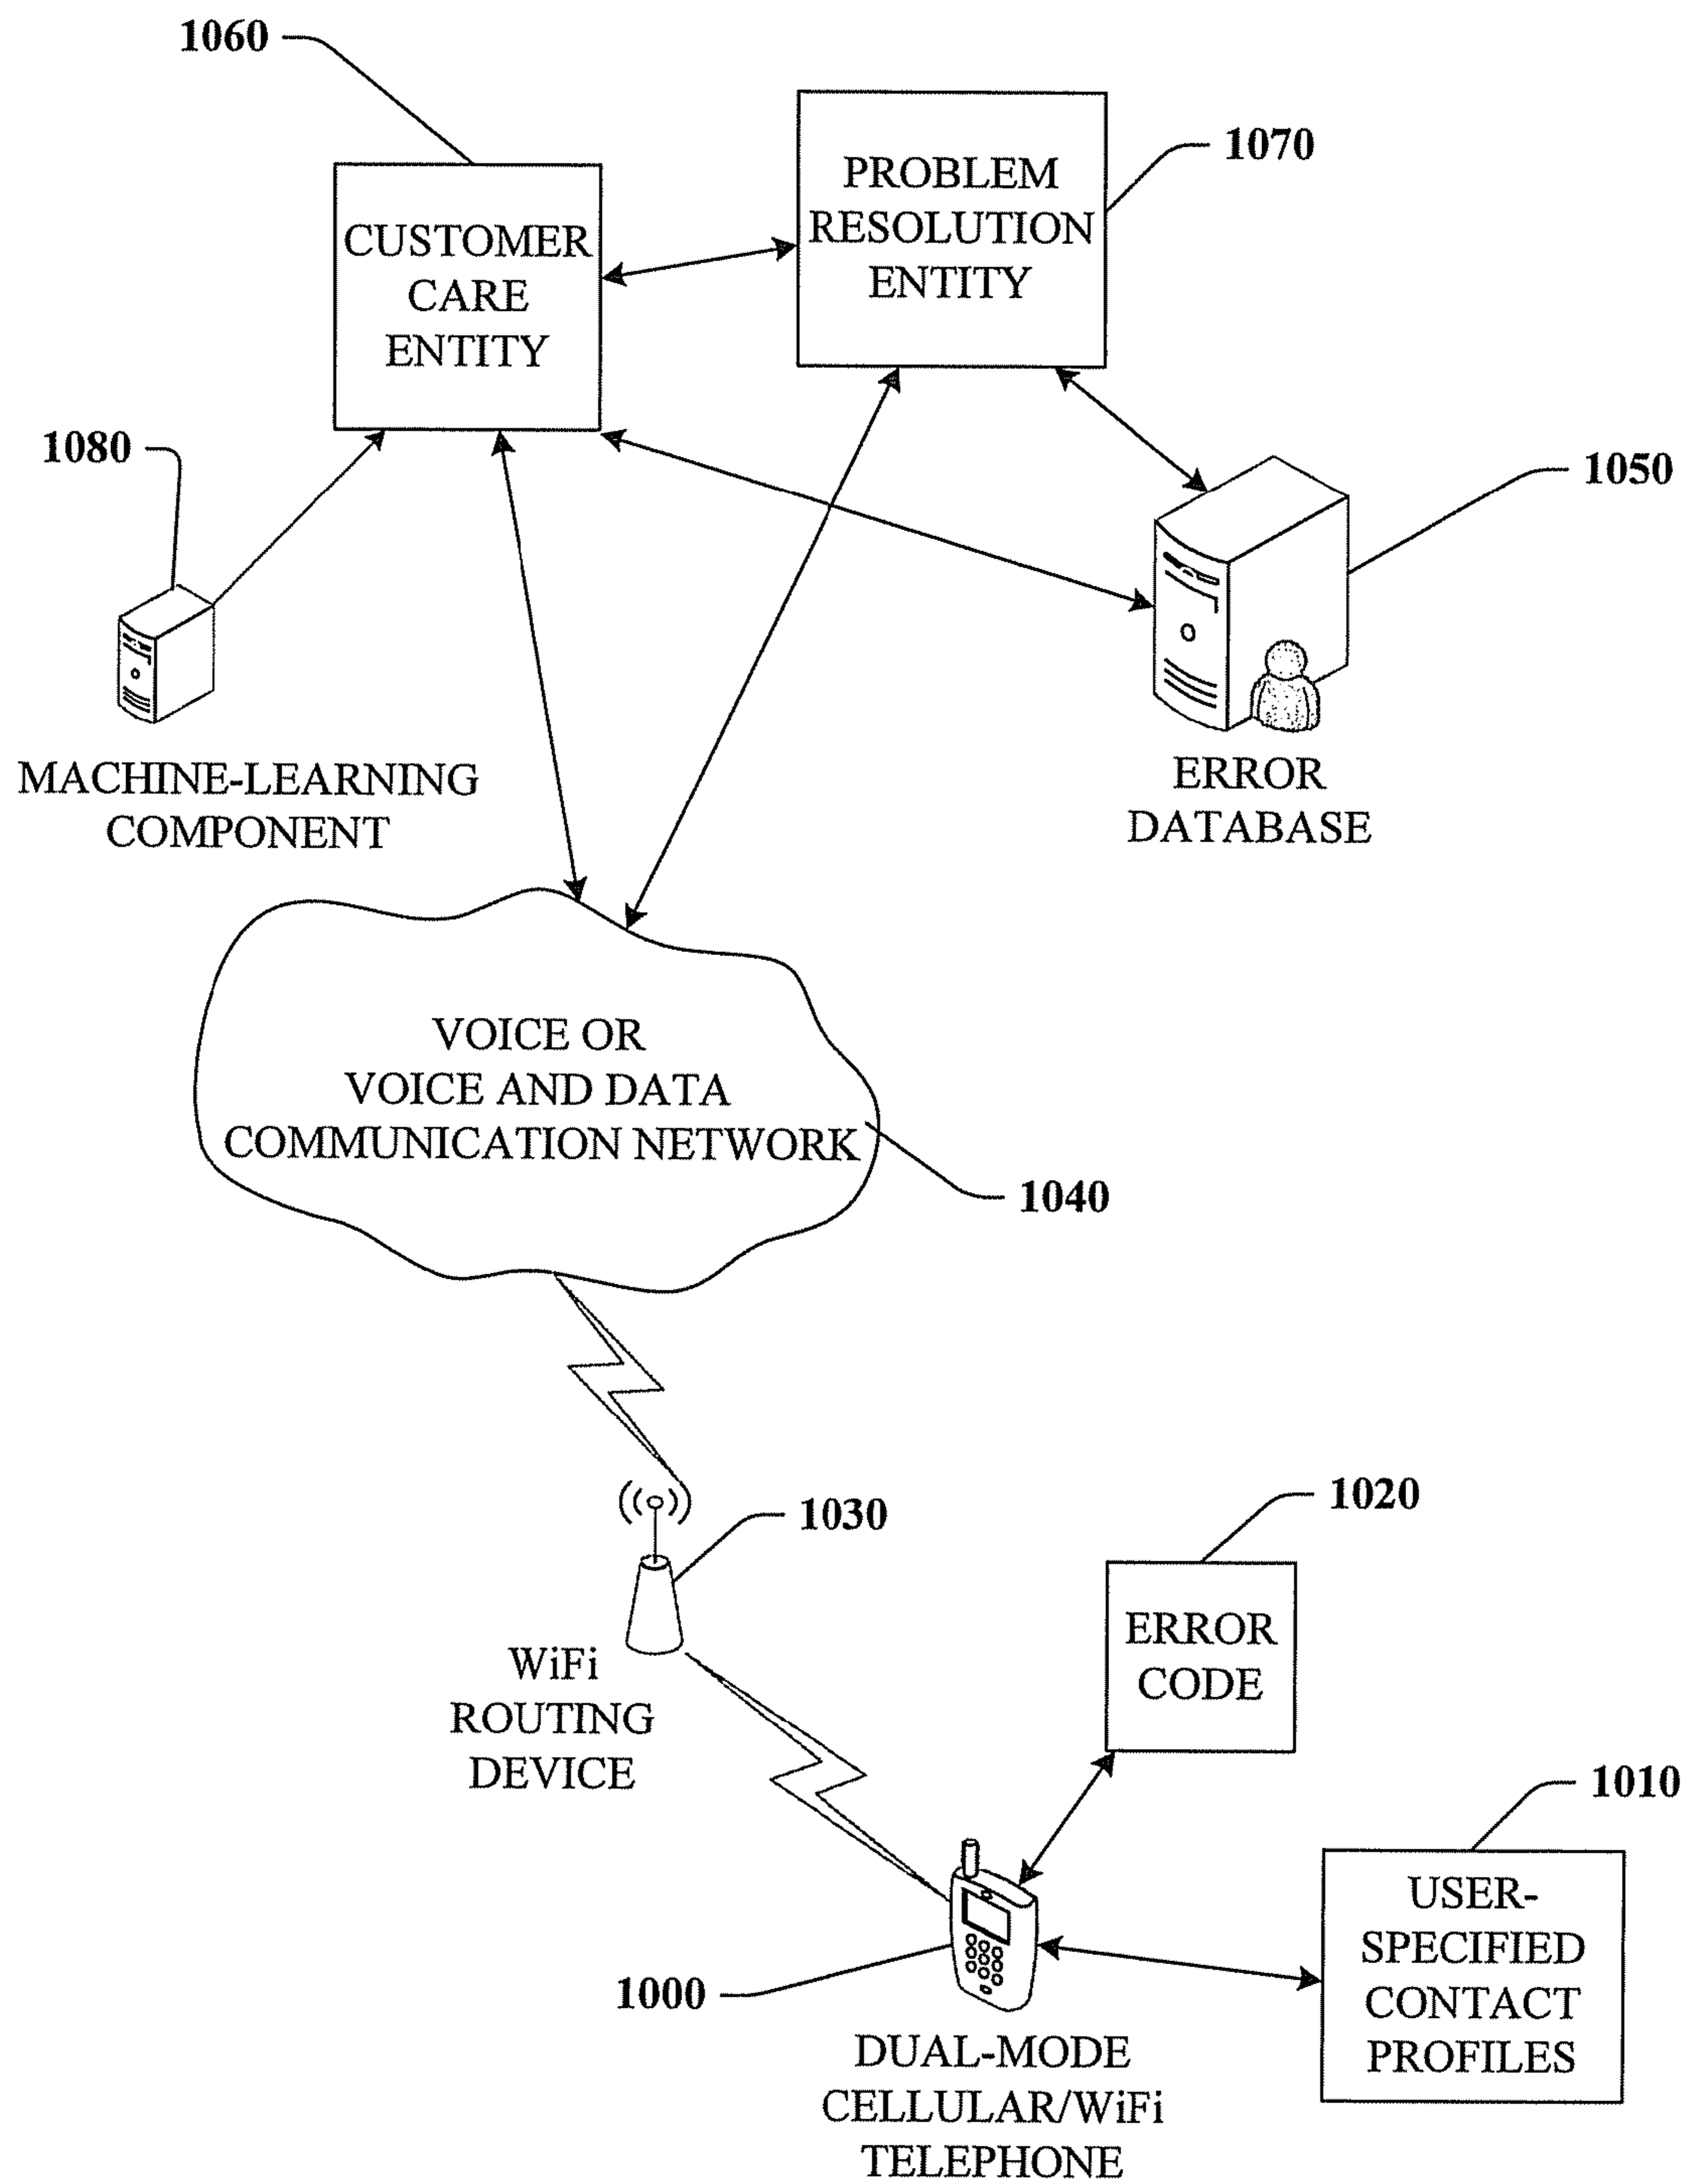 1060
1070
PROBLEM
RESOLUTION
ENTITY
CUSTOMER
CARE
ENTITY
1080
1050
MACHINE-LEARNING
COMPONENT
ERROR
DATABASE
VOICE OR
VOICE AND DATA
COMMUNICATION NETWORK
1040
1030
WiFi
ROUTING
DEVICE
1020
ERROR
CODE
1010
USER-
SPECIFIED
CONTACT
PROFILES
1000
DUAL-MODE
CELLULAR/WiFi
TELEPHONE